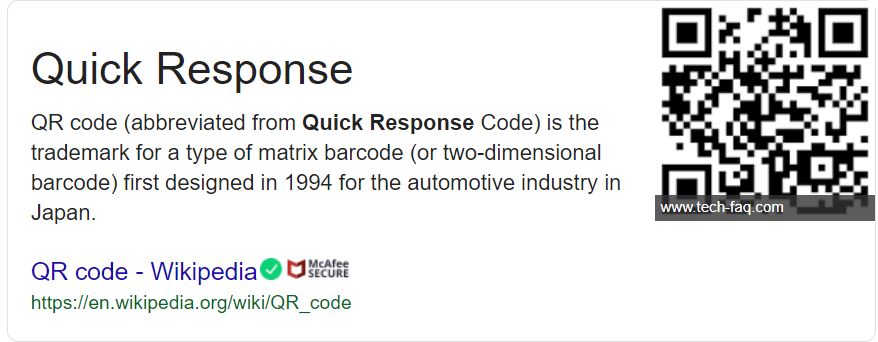 Quick Response
QR code (abbreviated from Quick Response Code) is the
trademark for a type of matrix barcode (or two-dimensional
barcode) first designed in 1994 for the automotive industry in
Japan.
www.tech-faq.com
QR code - Wikipedia McAfee
SECURE
https://en.wikipedia.org/wiki/QR_code